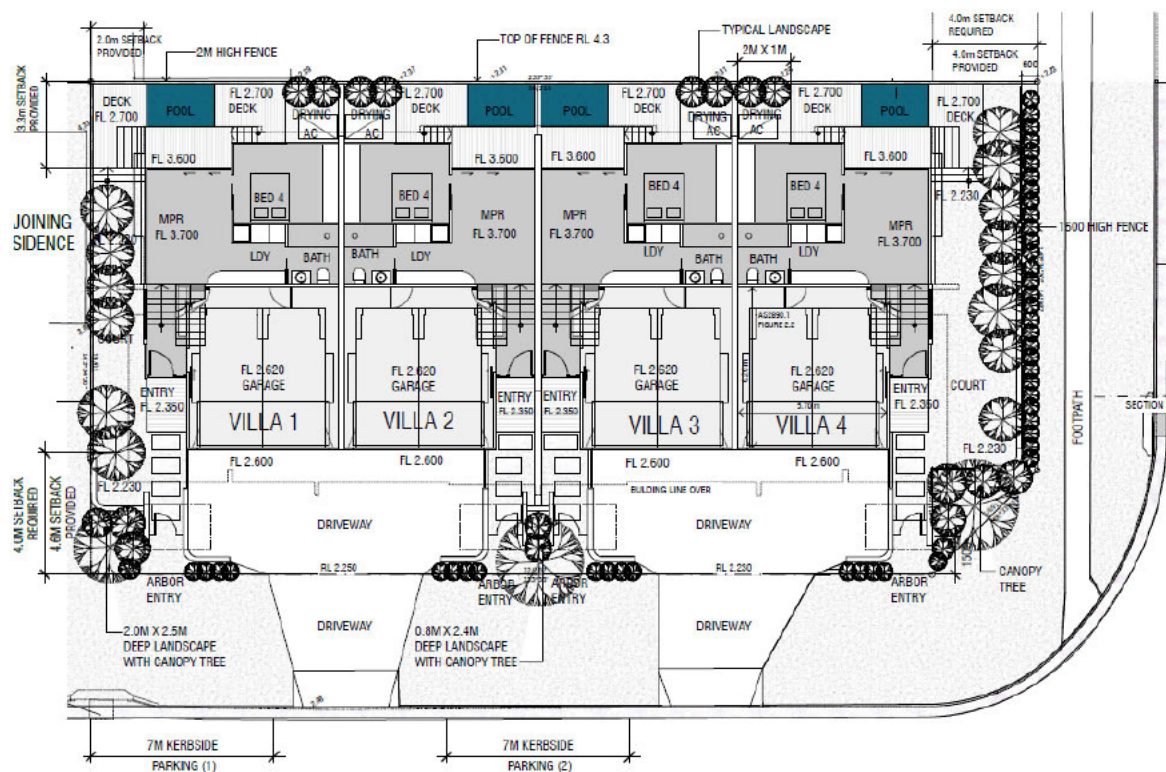 2.0m SETBACK
PROVIDED
2M HIGH FENCE
TOP OF FENCE RL 4.3
TYPICAL LANDSCAPE
2M X 1M
4.0m SETBACK
REQUIRED
4.0m SETBACK
PROVIDED
600
3.3m SETBACK
PROVIDED
DECK
FL 2.700
POOL
FL 2.700
DECK
DRYING
AC
DRYING
AC
FL 2.700
DECK
POOL
POOL
FL 2.700
DECK
DRYING
AC
DRYING
AC
FL 2.700
DECK
POOL
FL 2.700
DECK
FL 3.600
FL 3.600
FL 3.600
FL 3.600
BED 4
BED 4
BED 4
BED 4
FL 2.230
JOINING
SIDENCE
MPR
FL 3.700
MPR
FL 3.700
MPR
FL 3.700
MPR
FL 3.700
1500 HIGH FENCE
LDY
BATH
BATH
LDY
LDY
BATH
BATH
LDY
COURT
FL 2.620
GARAGE
FL 2.620
GARAGE
FL 2.620
GARAGE
FL 2.620
GARAGE
ENTRY
FL 2.350
ENTRY
FL 2.350
ENTRY
FL 2.350
ENTRY
FL 2.350
COURT
FOOTPATH
SECTION
VILLA 1
VILLA 2
VILLA 3
VILLA 4
FL 2.600
FL 2.600
FL 2.600
FL 2.600
FL 2.230
FL 2.230
BUILDING LINE OVER
4.0M SETBACK
REQUIRED
4.6M SETBACK
PROVIDED
DRIVEWAY
DRIVEWAY
RL 2.250
RL 2.230
ARBOR
ENTRY
ARBOR
ENTRY
ARBOR
ENTRY
ARBOR
ENTRY
CANOPY
TREE
2.0M X 2.5M
DEEP LANDSCAPE
WITH CANOPY TREE
DRIVEWAY
0.8M X 2.4M
DEEP LANDSCAPE
WITH CANOPY TREE
DRIVEWAY
7M KERBSIDE
PARKING (1)
7M KERBSIDE
PARKING (2)